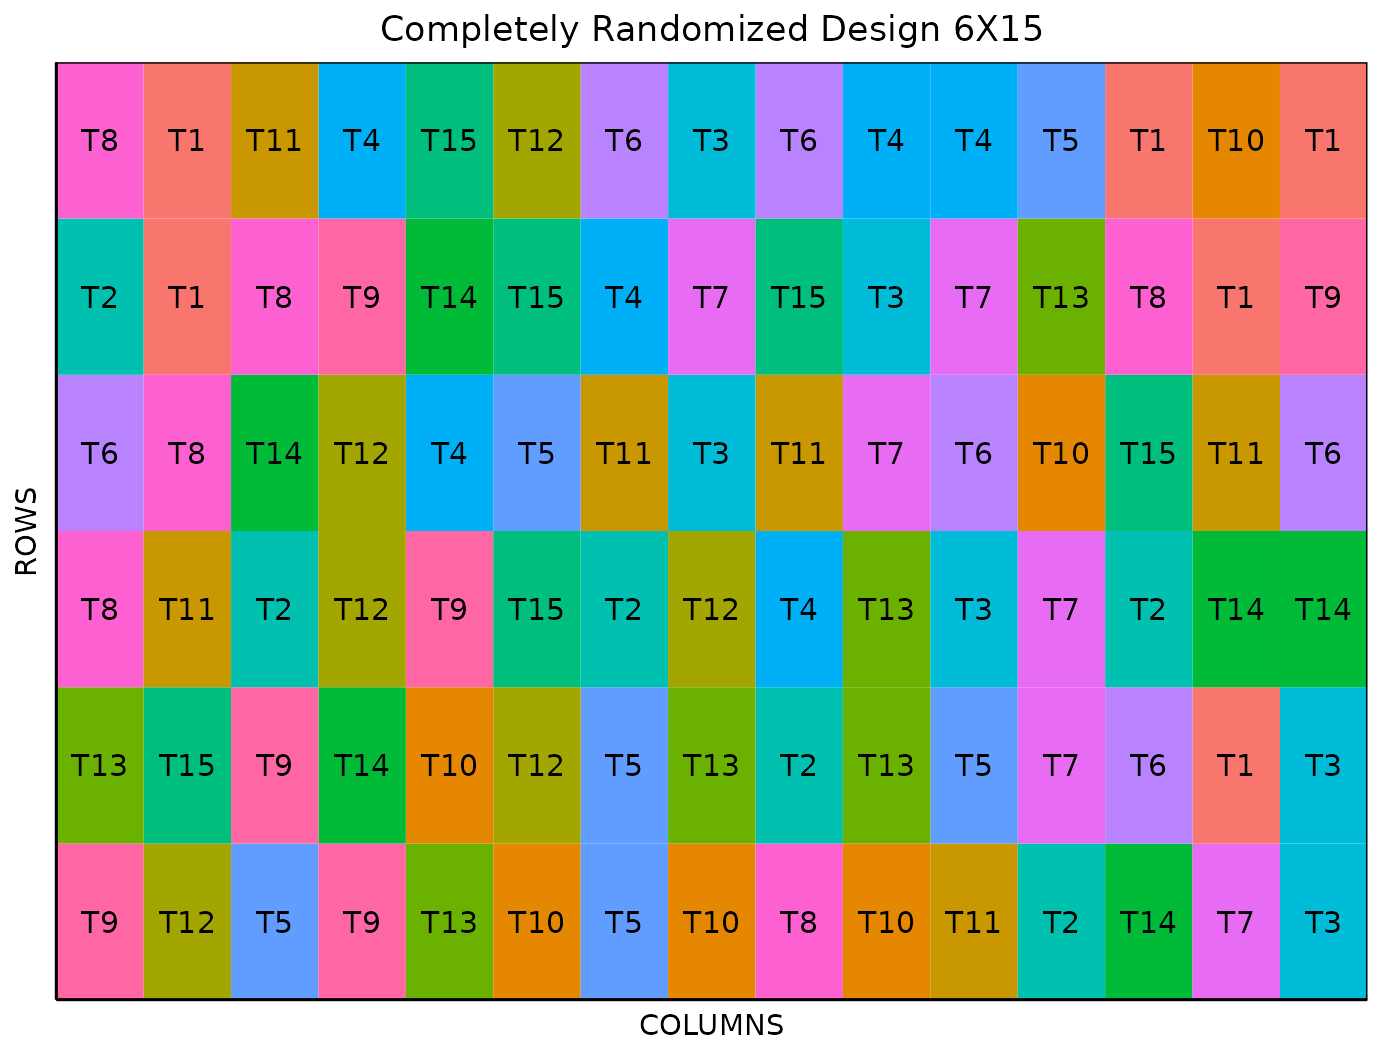 Completely Randomized Design 6X15
T8 T1 T11 T4 T15 T12 T6 T3 T6 T4 T4 T5 T1 T10 T1
T2 T1 T8 T9 T14 T15 T4 T7 T15 T3 T7 T13 T8 T1 T9
T6 T8 T14 T12 T4 T5 T11 T3 T11 T7 T6 T10 T15 T11 T6
T8 T11 T2 T12 T9 T15 T2 T12 T4 T13 T3 T7 T2 T14 T14
T13 T15 T9 T14 T10 T12 T5 T13 T2 T13 T5 T7 T6 T1 T3
T9 T12 T5 T9 T13 T10 T5 T10 T8 T10 T11 T2 T14 T7 T3
ROWS
COLUMNS